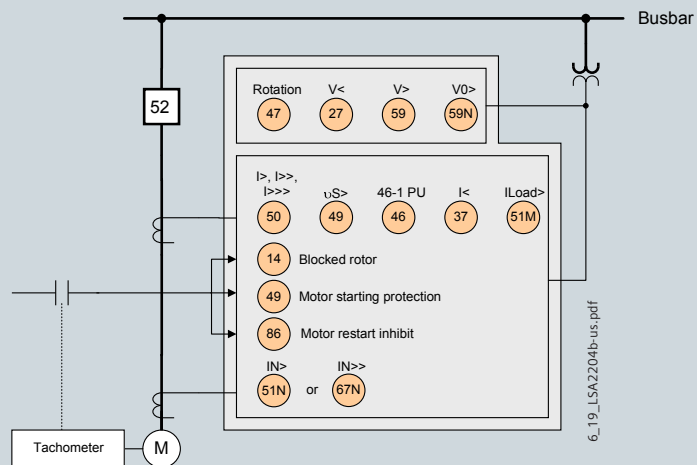 Busbar
52
Rotation V< V> V0>
47 27 59 59N
I>, I>>,
I>>> υS> 46-1 PU I< ILoad>
50 49 46 37 51M
14 Blocked rotor
49 Motor starting protection
86 Motor restart inhibit
IN> IN>>
51N or 67N
Tachometer M
6_19_LSA2204b-us.pdf